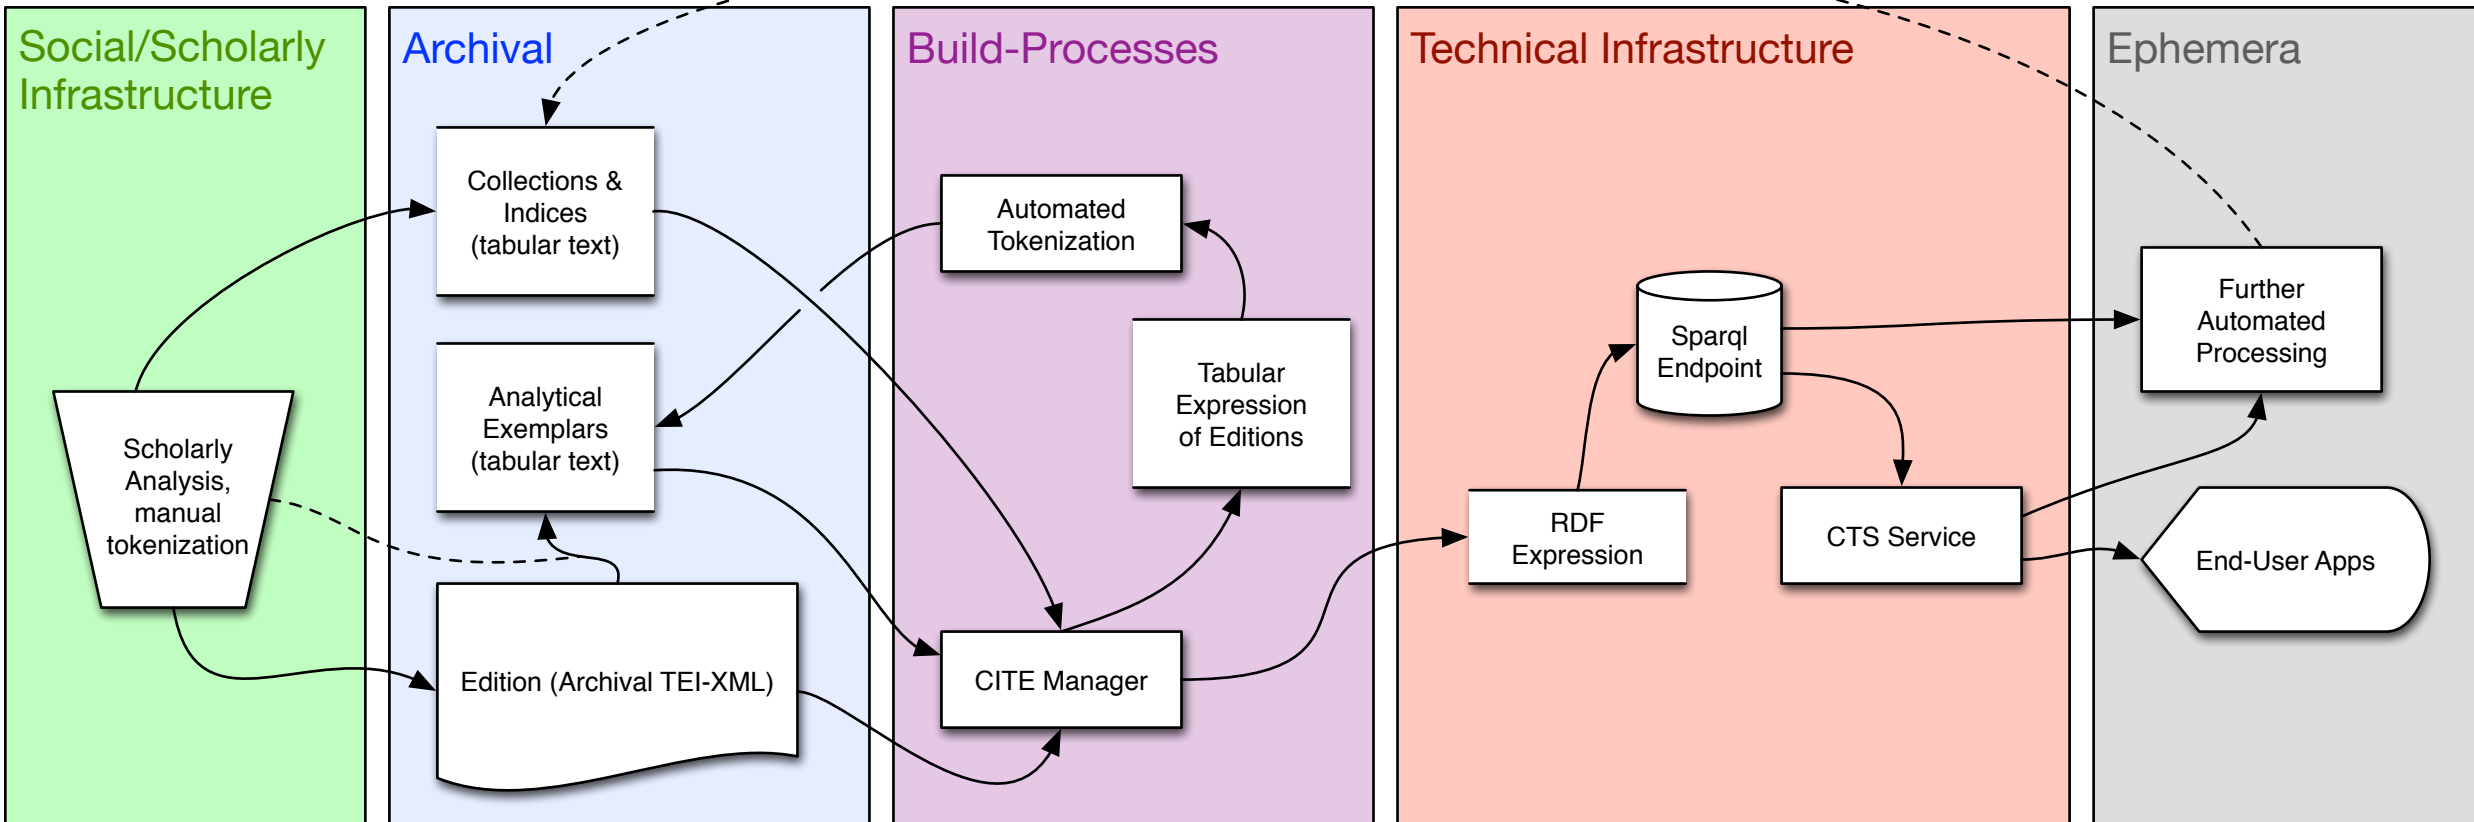 Social/Scholarly
Infrastructure
Scholarly
Analysis,
manual
tokenization
Archival
Collections &
Indices
(tabular text)
Analytical
Exemplars
(tabular text)
Edition (Archival TEI-XML)
Build-Processes
Automated
Tokenization
Tabular
Expression
of Editions
CITE Manager
Technical Infrastructure
Sparql
Endpoint
RDF
Expression
CTS Service
Ephemera
Further
Automated
Processing
End-User Apps